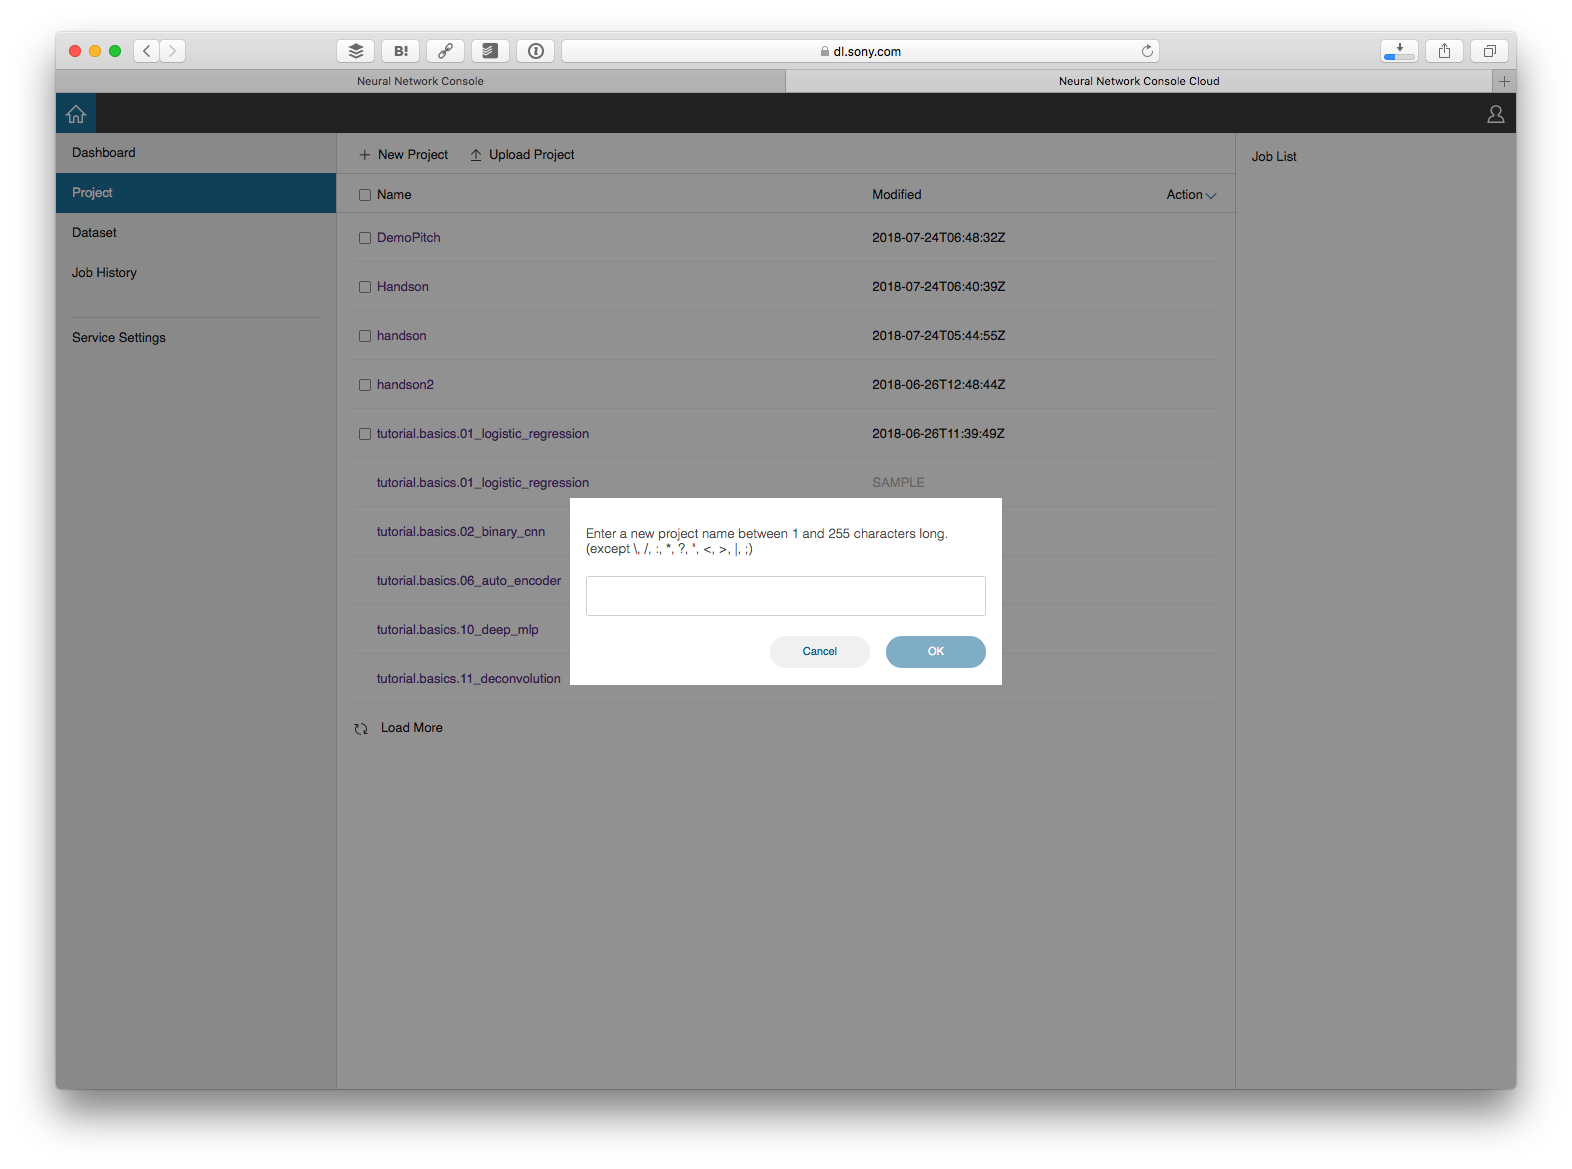 B!
dl.sony.com
Neural Network Console
Neural Network Console Cloud
Dashboard
Project
Dataset
Job History
Service Settings
New Project
Upload Project
Job List
Name
Modified
Action
DemoPitch
2018-07-24T06:48:32Z
Handson
2018-07-24T06:40:39Z
handson
2018-07-24T05:44:55Z
handson2
2018-06-26T12:48:44Z
tutorial.basics.01_logistic_regression
2018-06-26T11:39:49Z
tutorial.basics.01_logistic_regression
SAMPLE
tutorial.basics.02_binary_cnn
tutorial.basics.06_auto_encoder
tutorial.basics.10_deep_mlp
tutorial.basics.11_deconvolution
Load More
Enter a new project name between 1 and 255 characters long.
(except \, /, :, *, ?, ", <, >, |, ;)
Cancel
OK